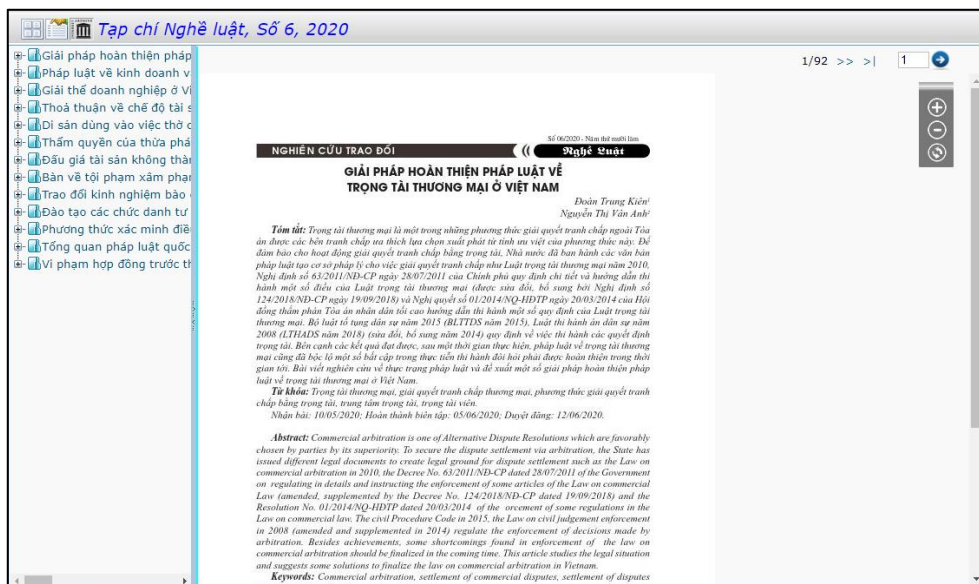 Tạp chí Nghề luật, Số 6, 2020
1/92 >> >| 1
Giải pháp hoàn thiện pháp
Pháp luật về kinh doanh v
Giải thể doanh nghiệp ở Vi
Thoả thuận về chế độ tài s
Di sản dùng vào việc thờ c
Thẩm quyền của thừa phá
Đấu giá tài sản không thàn
Bàn về tội phạm xâm phạ
Trao đổi kinh nghiệm bào
Đào tạo các chức danh tư
Phương thức xác minh điề
Tổng quan pháp luật quốc
Vi phạm hợp đồng trước th
Số 06/2020 - Năm thứ mười lăm
NGHIÊN CỨU TRAO ĐỔI
Nghề Luật
GIẢI PHÁP HOÀN THIỆN PHÁP LUẬT VỀ
TRỌNG TÀI THƯƠNG MẠI Ở VIỆT NAM
Đoàn Trung Kiên¹
Nguyễn Thị Vân Anh²
Tóm tắt: Trọng tài thương mại là một trong những phương thức giải quyết tranh chấp ngoài Tòa
án được các bên tranh chấp ưa thích lựa chọn xuất phát từ tính ưu việt của phương thức này. Để
đảm bảo cho hoạt động giải quyết tranh chấp bằng trọng tài, Nhà nước đã ban hành các văn bản
pháp luật tạo cơ sở pháp lý cho việc giải quyết tranh chấp như Luật trọng tài thương mại năm 2010,
Nghị định số 63/2011/NĐ-CP ngày 28/07/2011 của Chính phủ quy định chi tiết và hướng dẫn thi
hành một số điều của Luật trọng tài thương mại (được sửa đổi, bổ sung bởi Nghị định số
124/2018/NĐ-CP ngày 19/09/2018) và Nghị quyết số 01/2014/NQ-HĐTP ngày 20/03/2014 của Hội
đồng thẩm phán Tòa án nhân dân tối cao hướng dẫn thi hành một số quy định của Luật trọng tài
thương mại. Bộ luật tố tụng dân sự năm 2015 (BLTTDS năm 2015), Luật thi hành án dân sự năm
2008 (LTHADS năm 2018) (sửa đổi, bổ sung năm 2014) quy định về việc thi hành các quyết định
trọng tài. Bên cạnh các kết quả đạt được, sau một thời gian thực hiện, pháp luật về trọng tài thương
mại cũng đã bộc lộ một số bất cập trong thực tiễn thi hành đòi hỏi phải được hoàn thiện trong thời
gian tới. Bài viết nghiên cứu về thực trạng pháp luật và đề xuất một số giải pháp hoàn thiện pháp
luật về trọng tài thương mại ở Việt Nam.
Từ khóa: Trọng tài thương mại, giải quyết tranh chấp thương mại, phương thức giải quyết tranh
chấp bằng trọng tài, trung tâm trọng tài, trọng tài viên.
Nhận bài: 10/05/2020; Hoàn thành biên tập: 05/06/2020; Duyệt đăng: 12/06/2020.
Abstract: Commercial arbitration is one of Alternative Dispute Resolutions which are favorably
chosen by parties by its superiority. To secure the dispute settlement via arbitration, the State has
issued different legal documents to create legal ground for dispute settlement such as the Law on
commercial arbitration in 2010, the Decree No. 63/2011/NĐ-CP dated 28/07/2011 of the Government
on regulating in details and instructing the enforcement of some articles of the Law on commercial
Law (amended, supplemented by the Decree No. 124/2018/NĐ-CP dated 19/09/2018) and the
Resolution No. 01/2014/NQ-HĐTP dated 20/03/2014 of the orcement of some regulations in the
Law on commercial law. The civil Procedure Code in 2015, the Law on civil judgement enforcement
in 2008 (amended and supplemented in 2014) regulate the enforcement of decisions made by
arbitration. Besides achievements, some shortcomings found in enforcement of the law on
commercial arbitration should be finalized in the coming time. This article studies the legal situation
and suggests some solutions to finalize the law on commercial arbitration in Vietnam.
Keywords: Commercial arbitration, settlement of commercial disputes, settlement of disputes